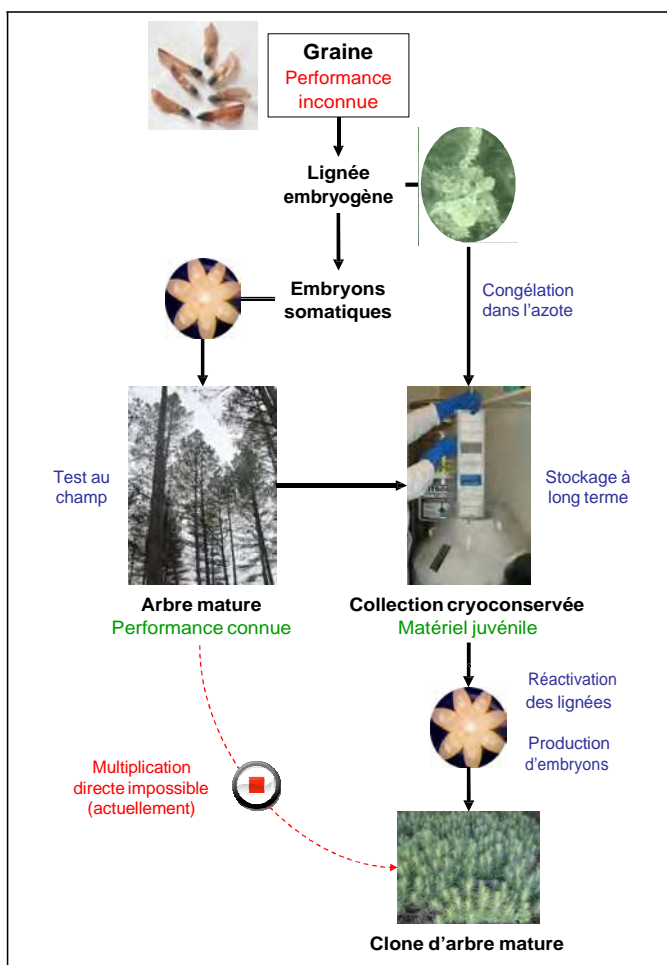 Graine
Performance
inconnue
Lignée
embryogène
Embryons
somatiques
Congélation
dans l'azote
Test au
champ
Stockage à
long terme
Arbre mature
Performance connue
Collection cryoconservée
Matériel juvénile
Réactivation
des lignées
Production
d'embryons
Multiplication
directe impossible
(actuellement)
Clone d'arbre mature